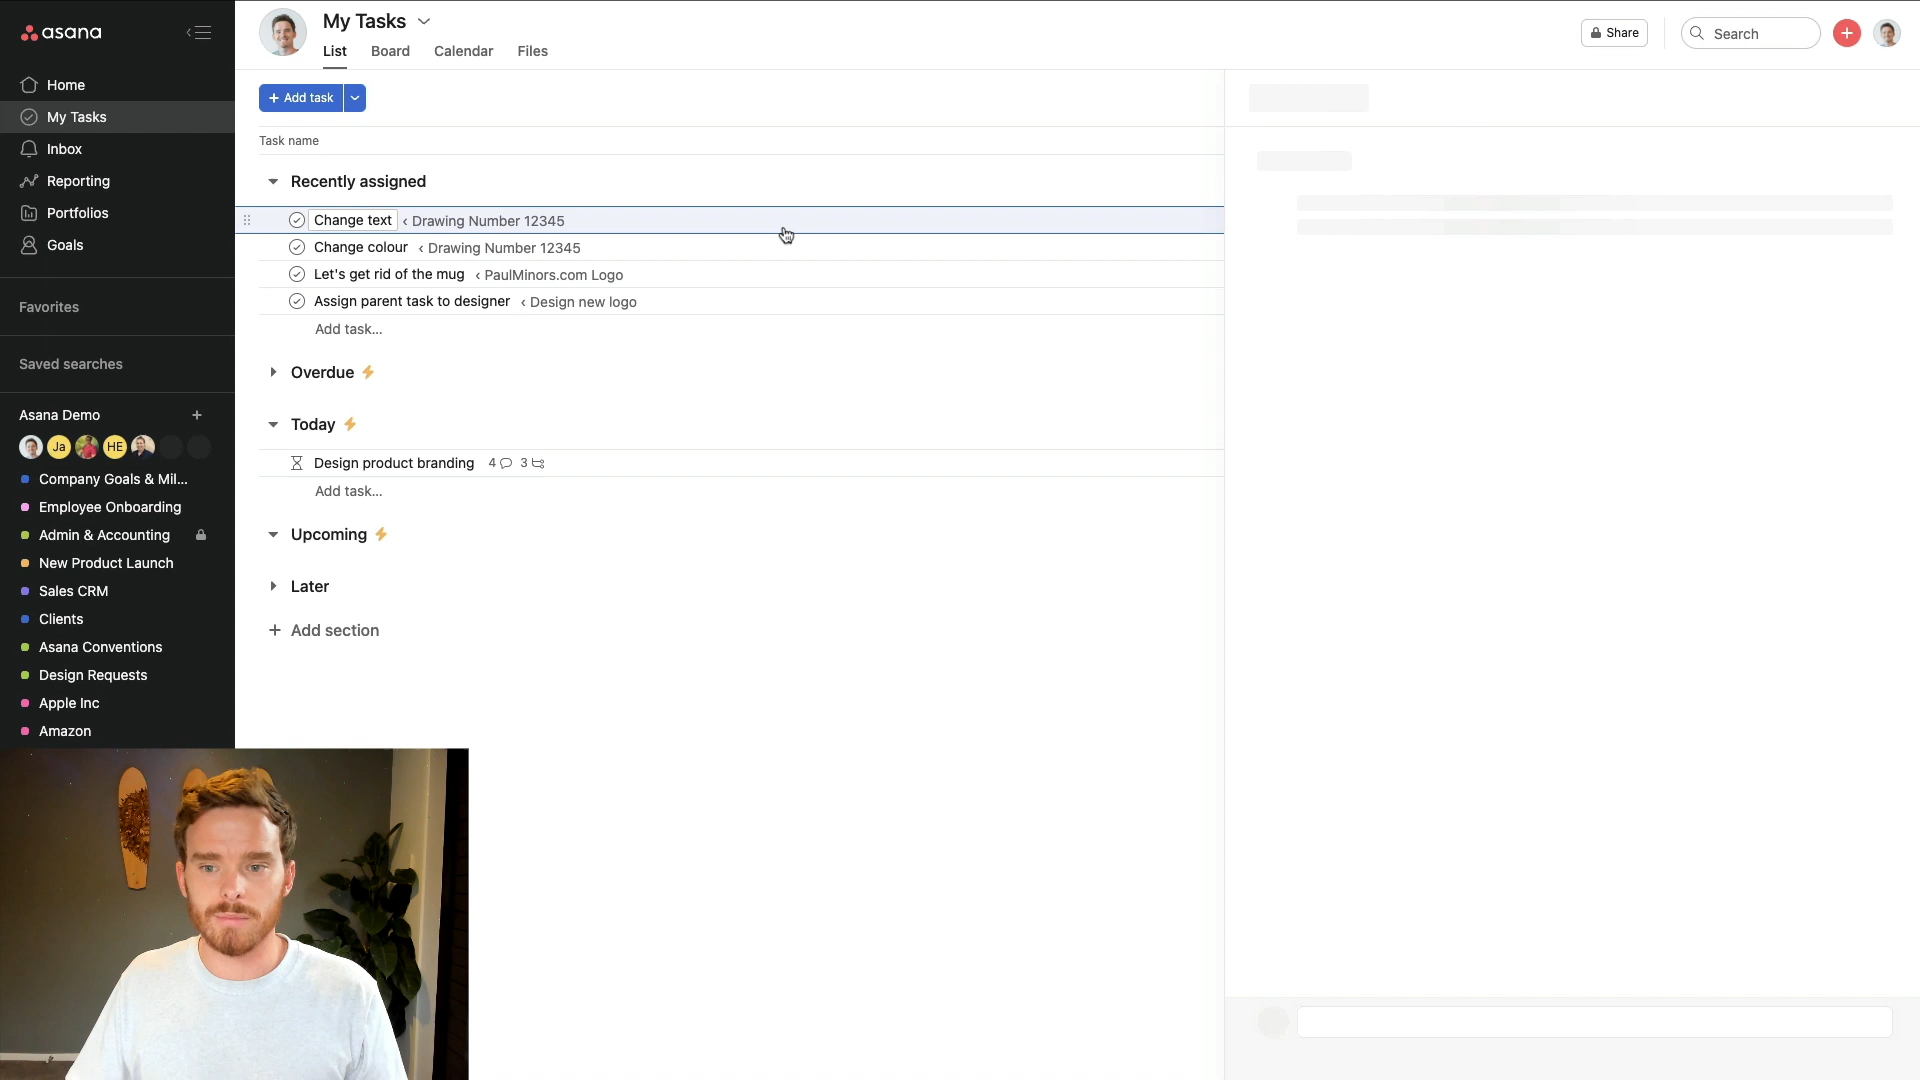 asana
My Tasks
Share
Search
List
Board
Calendar
Files
Home
My Tasks
Inbox
Reporting
Portfolios
Goals
Favorites
Saved searches
Asana Demo
Ja
HE
Company Goals & Mil...
Employee Onboarding
Admin & Accounting
New Product Launch
Sales CRM
Clients
Asana Conventions
Design Requests
Apple Inc
Amazon
+ Add task
Task name
Recently assigned
Change text ‹ Drawing Number 12345
Change colour ‹ Drawing Number 12345
Let's get rid of the mug ‹ PaulMinors.com Logo
Assign parent task to designer ‹ Design new logo
Add task...
Overdue
Today
Design product branding 4 3
Add task...
Upcoming
Later
+ Add section